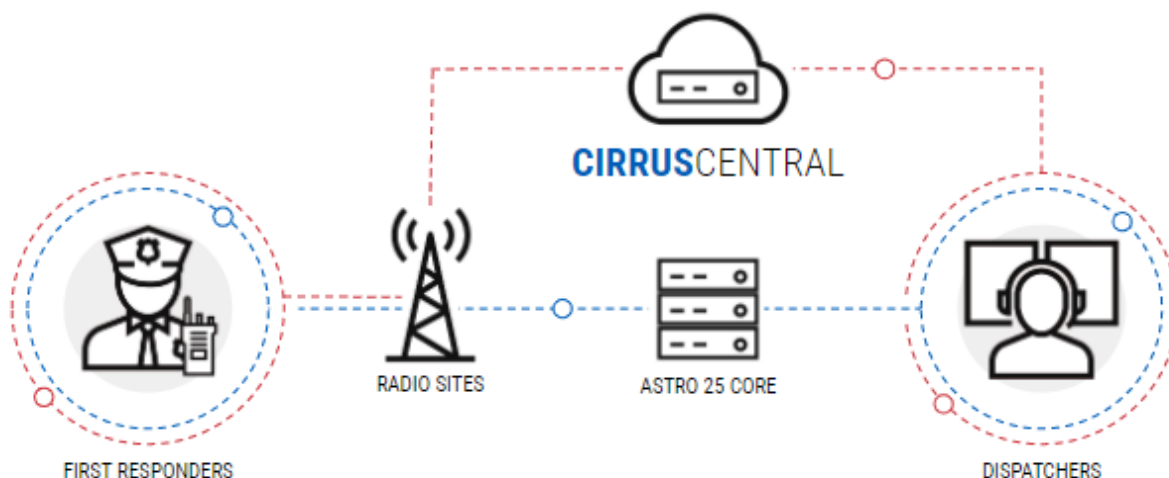 CIRRUSCENTRAL
RADIO SITES
ASTRO 25 CORE
FIRST RESPONDERS
DISPATCHERS